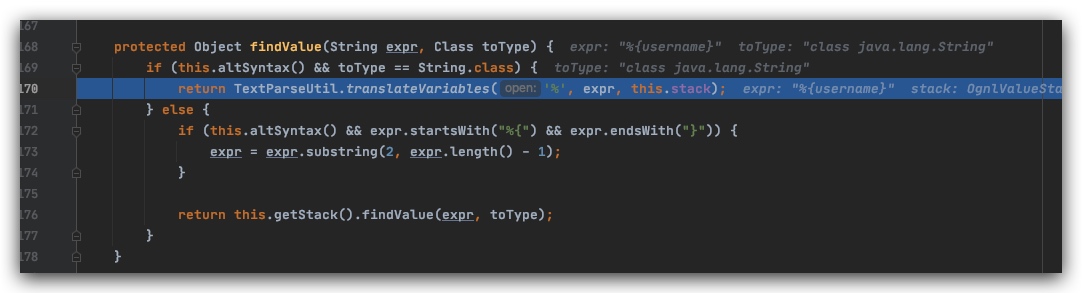 167
168 protected Object findValue(String expr, Class toType) { expr: "%{username}" toType: "class java.lang.String"
169 if (this.altSyntax() && toType == String.class) { toType: "class java.lang.String"
170 return TextParseUtil.translateVariables( open: '%', expr, this.stack); expr: "%{username}" stack: OgnlValueSta
171 } else {
172 if (this.altSyntax() && expr.startsWith("%{") && expr.endsWith("}")) {
173 expr = expr.substring(2, expr.length() - 1);
174 }
175
176 return this.getStack().findValue(expr, toType);
177 }
178 }